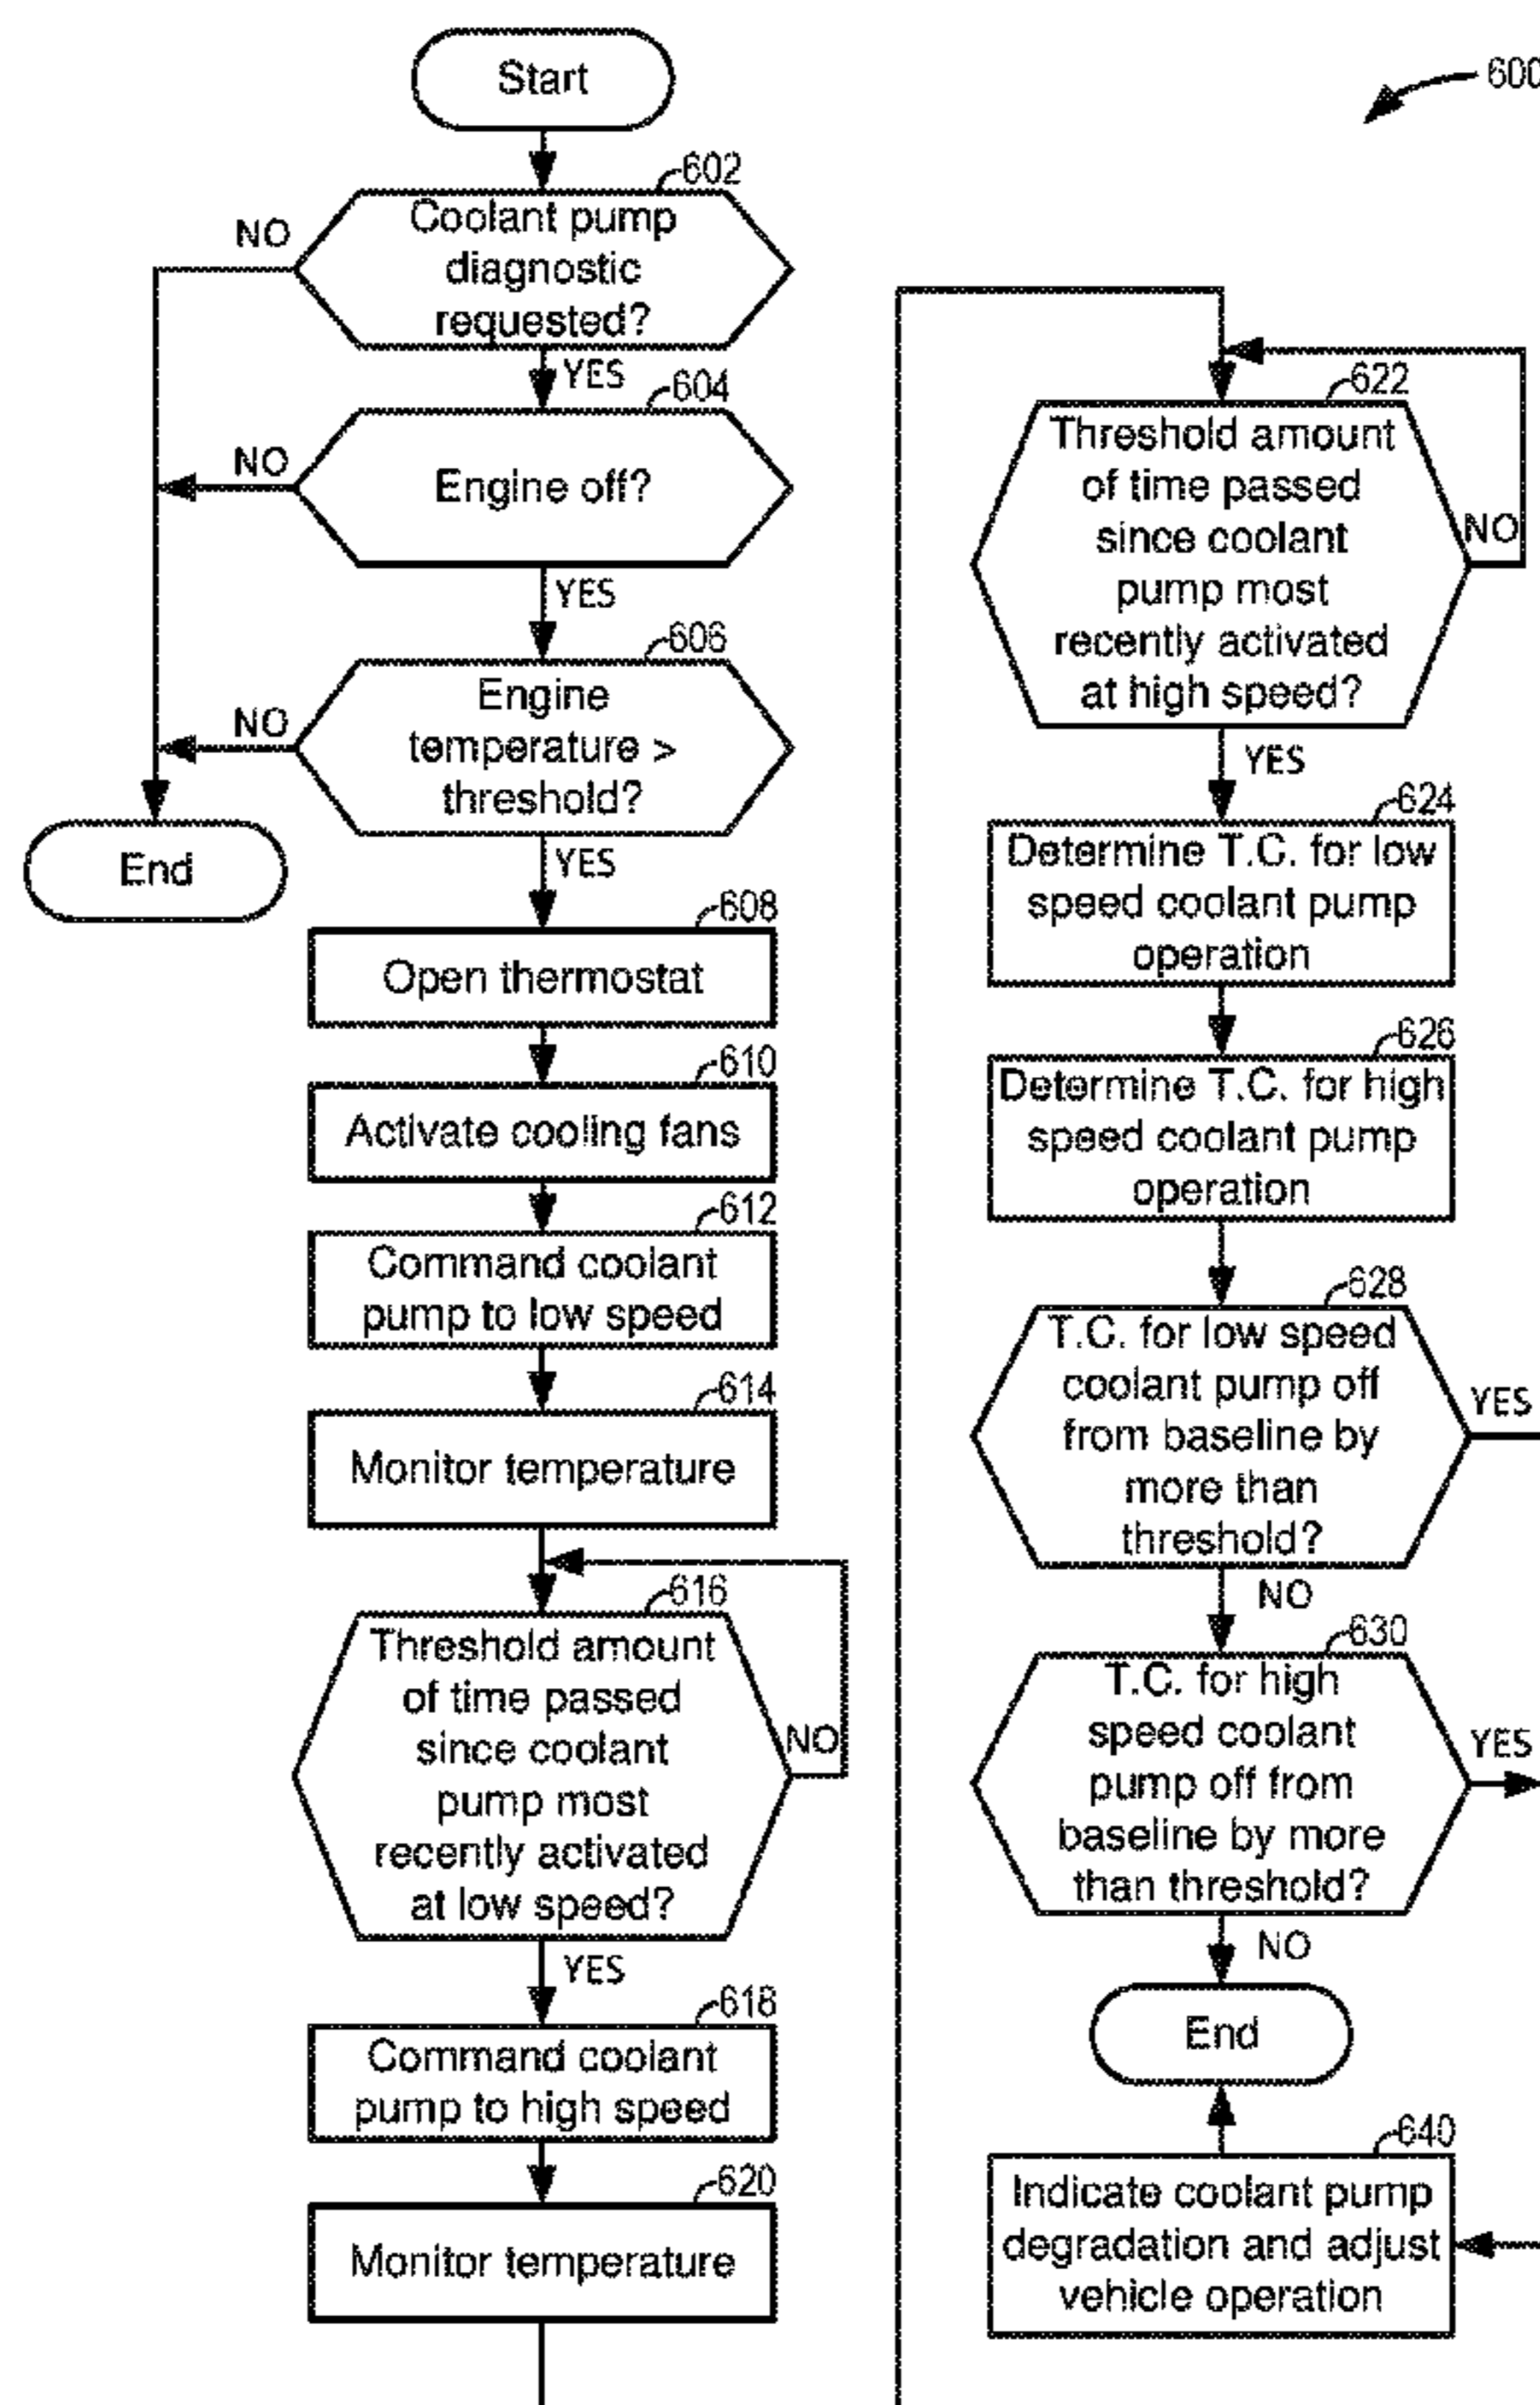 Start
600
602
Coolant pump
diagnostic
requested?
NO
YES
604
Engine off?
NO
YES
606
Engine
temperature >
threshold?
NO
YES
End
608
Open thermostat
610
Activate cooling fans
612
Command coolant
pump to low speed
614
Monitor temperature
616
Threshold amount
of time passed
since coolant
pump most
recently activated
at low speed?
NO
YES
618
Command coolant
pump to high speed
620
Monitor temperature
622
Threshold amount
of time passed
since coolant
pump most
recently activated
at high speed?
NO
YES
624
Determine T.C. for low
speed coolant pump
operation
626
Determine T.C. for high
speed coolant pump
operation
628
T.C. for low speed
coolant pump off
from baseline by
more than
threshold?
YES
NO
630
T.C. for high
speed coolant
pump off from
baseline by more
than threshold?
YES
NO
End
640
Indicate coolant pump
degradation and adjust
vehicle operation